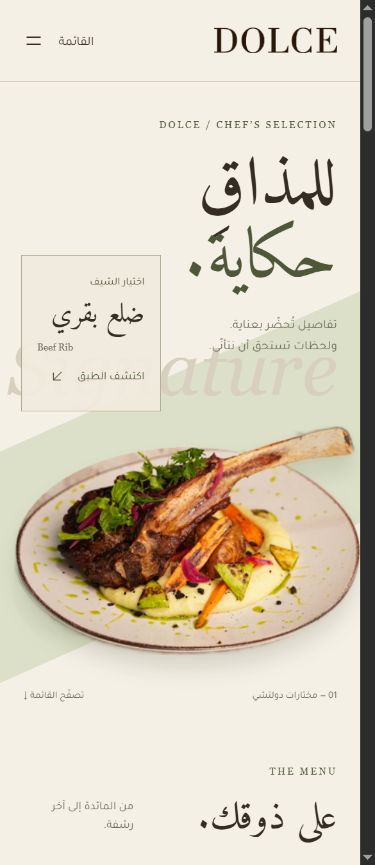 DOLCE
القائمة
DOLCE / CHEF'S SELECTION
للمذاق
حكاية.
تفاصيل تُحضّر بعناية.
ولحظات تستحق أن تتأنّى.
Signature
اختيار الشيف
ضلع بقري
Beef Rib
اكتشف الطبق ↙
01 — مختارات دولتشي
تصفّح القائمة ↓
THE MENU
على ذوقك.
من المائدة إلى آخر
رشفة.